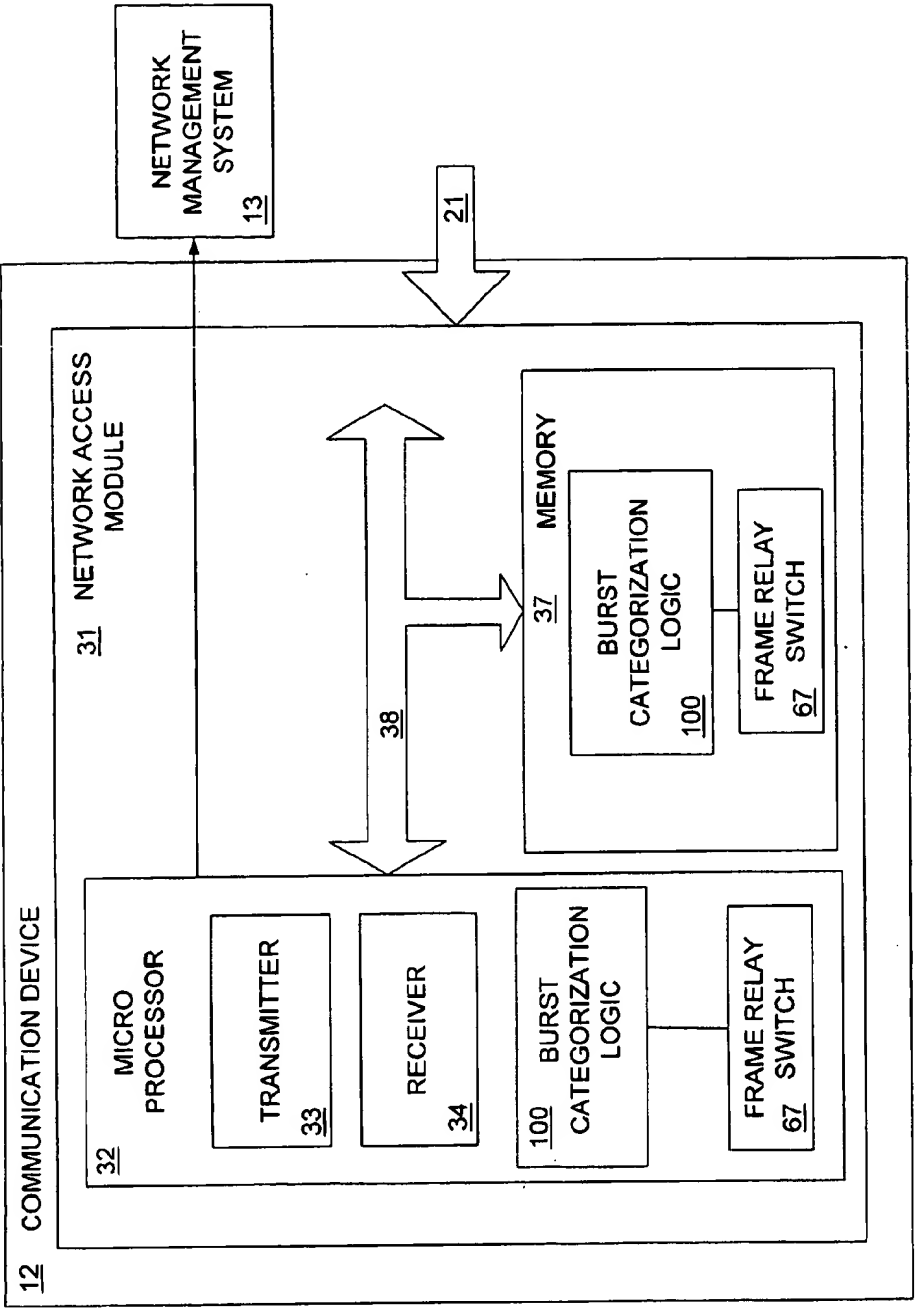 12 COMMUNICATION DEVICE
31 NETWORK ACCESS
MODULE
32
MICRO
PROCESSOR
TRANSMITTER
33
RECEIVER
34
100
BURST
CATEGORIZATION
LOGIC
FRAME RELAY
SWITCH
67
38
37
MEMORY
BURST
CATEGORIZATION
LOGIC
100
FRAME RELAY
SWITCH
67
NETWORK
MANAGEMENT
SYSTEM
13
21